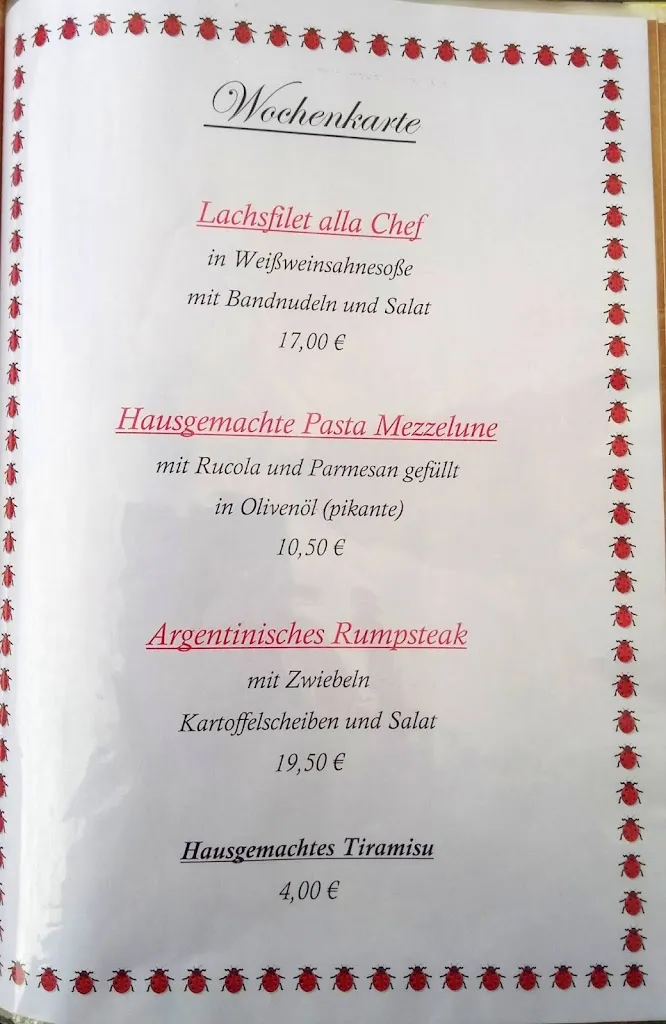 Wochenkarte
Lachsfilet alla Chef
in Weißweinsahnesoße
mit Bandnudeln und Salat
17,00 €
Hausgemachte Pasta Mezzelune
mit Rucola und Parmesan gefüllt
in Olivenöl (pikante)
10,50 €
Argentinisches Rumpsteak
mit Zwiebeln
Kartoffelscheiben und Salat
19,50 €
Hausgemachtes Tiramisu
4,00 €